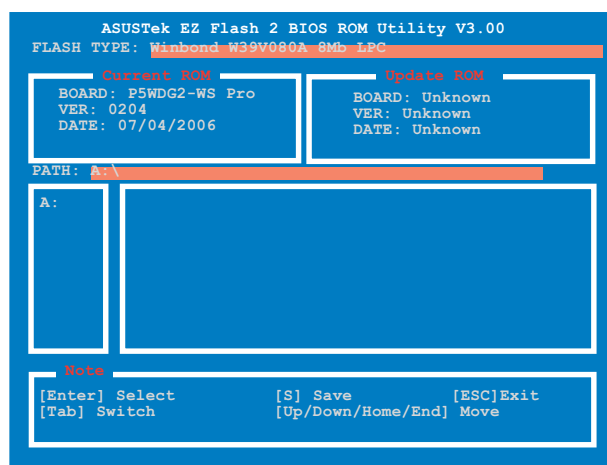 ASUSTek EZ Flash 2 BIOS ROM Utility V3.00
FLASH TYPE: Winbond W39V080A 8Mb LPC
Current ROM
BOARD: P5WDG2-WS Pro
VER: 0204
DATE: 07/04/2006
Update ROM
BOARD: Unknown
VER: Unknown
DATE: Unknown
PATH: A:\
A:
Note
[Enter] Select [S] Save [ESC]Exit
[Tab] Switch [Up/Down/Home/End] Move